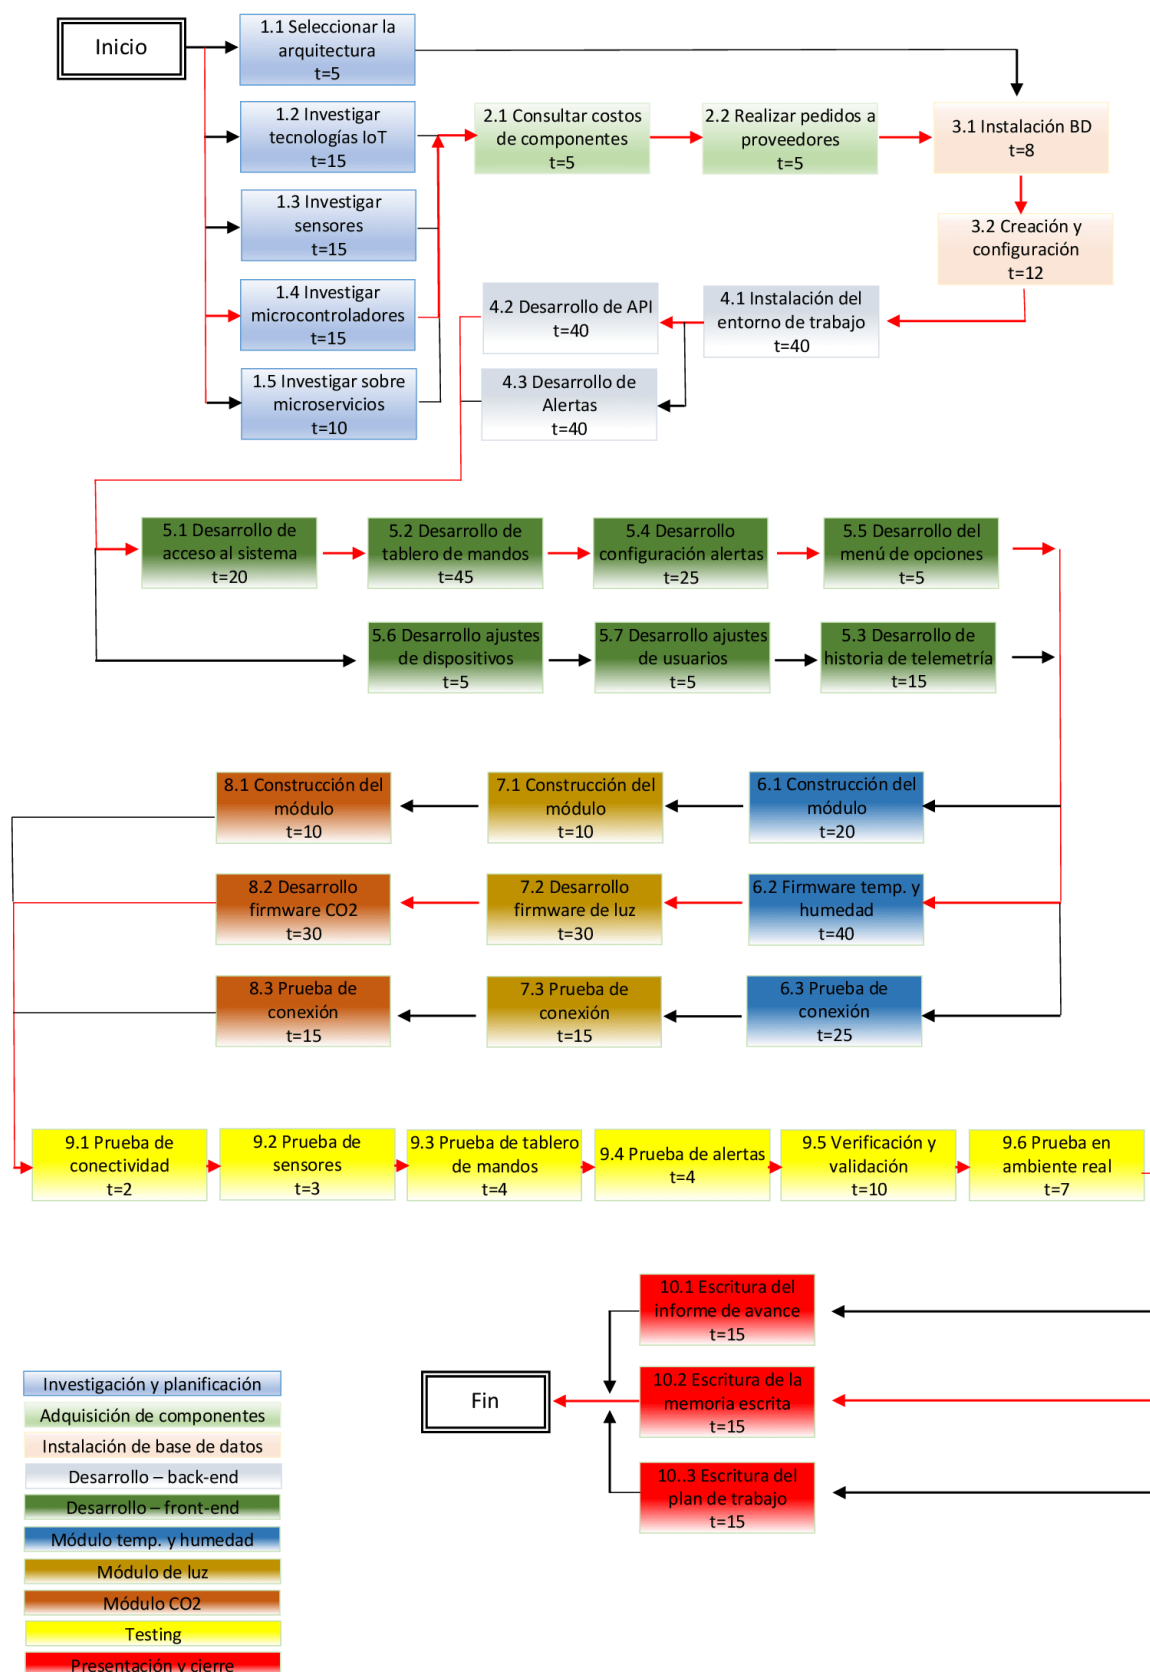 Inicio
1.1 Seleccionar la
arquitectura
t=5
1.2 Investigar
tecnologías IoT
t=15
2.1 Consultar costos
de componentes
t=5
2.2 Realizar pedidos a
proveedores
t=5
3.1 Instalación BD
t=8
1.3 Investigar
sensores
t=15
3.2 Creación y
configuración
t=12
1.4 Investigar
microcontroladores
t=15
4.2 Desarrollo de API
t=40
4.1 Instalación del
entorno de trabajo
t=40
1.5 Investigar sobre
microservicios
t=10
4.3 Desarrollo de
Alertas
t=40
5.1 Desarrollo de
acceso al sistema
t=20
5.2 Desarrollo de
tablero de mandos
t=45
5.4 Desarrollo
configuración alertas
t=25
5.5 Desarrollo del
menú de opciones
t=5
5.6 Desarrollo ajustes
de dispositivos
t=5
5.7 Desarrollo ajustes
de usuarios
t=5
5.3 Desarrollo de
historia de telemetría
t=15
8.1 Construcción del
módulo
t=10
7.1 Construcción del
módulo
t=10
6.1 Construcción del
módulo
t=20
8.2 Desarrollo
firmware CO2
t=30
7.2 Desarrollo
firmware de luz
t=30
6.2 Firmware temp. y
humedad
t=40
8.3 Prueba de
conexión
t=15
7.3 Prueba de
conexión
t=15
6.3 Prueba de
conexión
t=25
9.1 Prueba de
conectividad
t=2
9.2 Prueba de
sensores
t=3
9.3 Prueba de tablero
de mandos
t=4
9.4 Prueba de alertas
t=4
9.5 Verificación y
validación
t=10
9.6 Prueba en
ambiente real
t=7
10.1 Escritura del
informe de avance
t=15
10.2 Escritura de la
memoria escrita
t=15
10..3 Escritura del
plan de trabajo
t=15
Fin
Investigación y planificación
Adquisición de componentes
Instalación de base de datos
Desarrollo – back-end
Desarrollo – front-end
Módulo temp. y humedad
Módulo de luz
Módulo CO2
Testing
Presentación y cierre